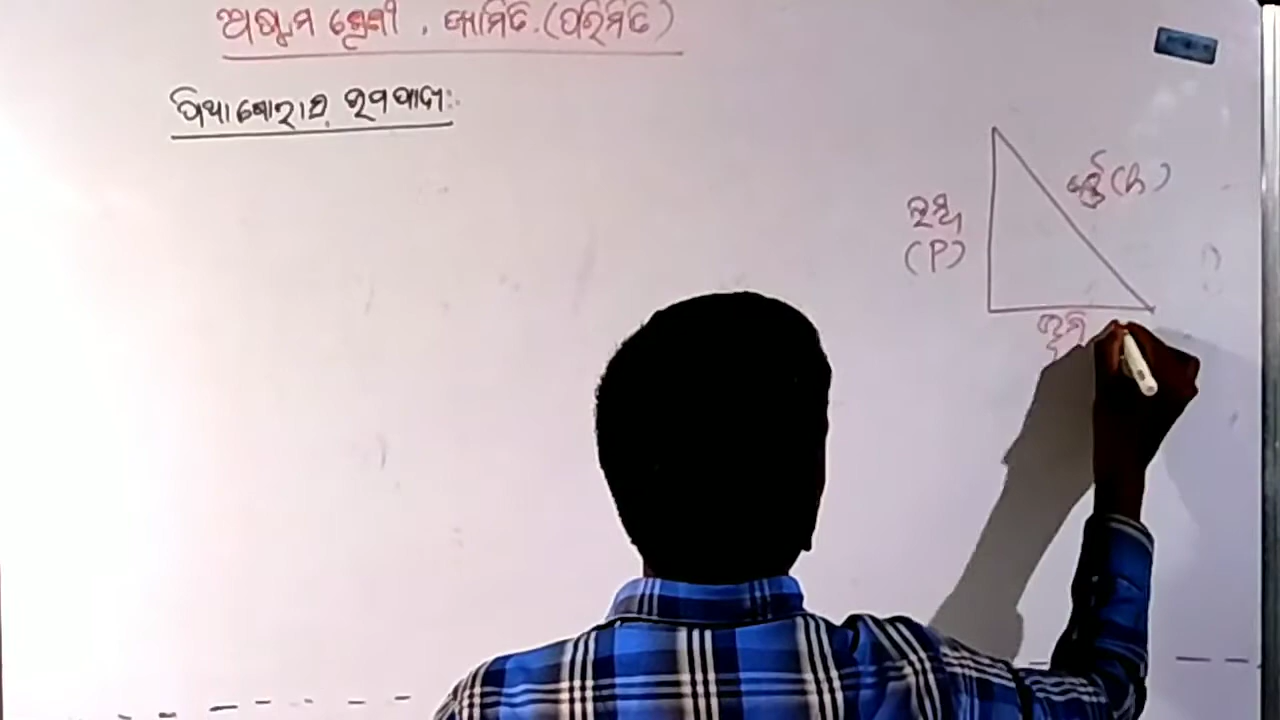 ଅଷ୍ଟମ ଶ୍ରେଣୀ, ଜ୍ୟାମିତି (ପରିମିତି)
ପିଥାଗୋରାସ୍ ଉପପାଦ୍ୟ:
କର୍ଣ୍ଣ (h)
ଲମ୍ବ
(P)
ଭୂମି